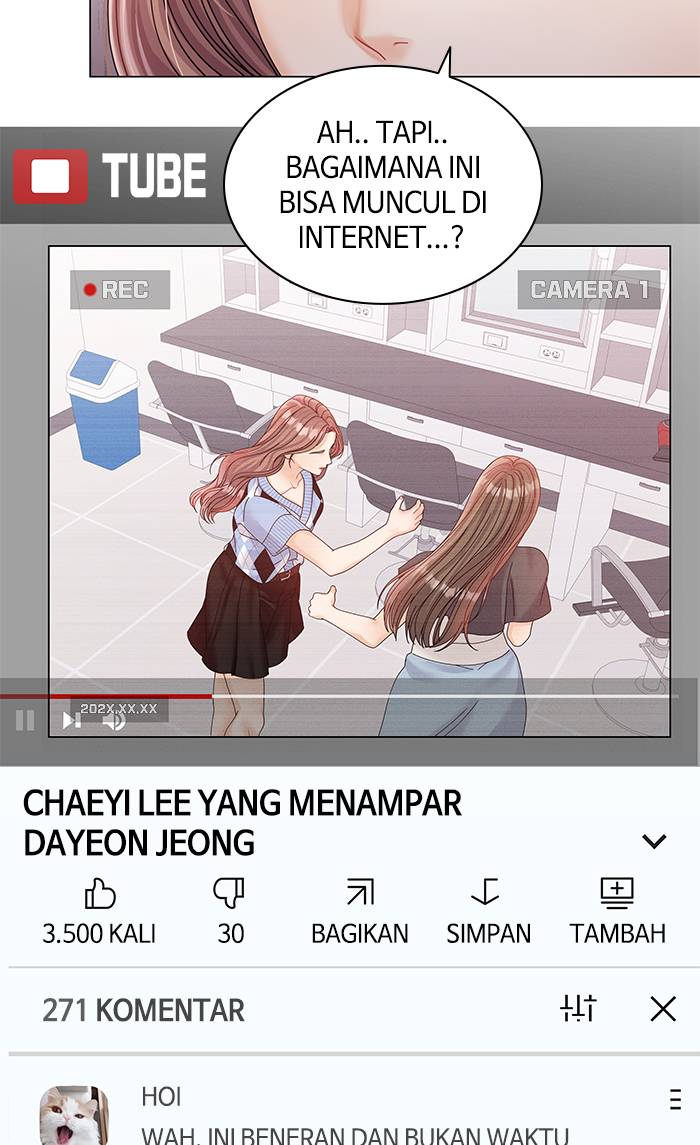 AH.. TAPI..
BAGAIMANA INI
BISA MUNCUL DI
INTERNET...?
TUBE
REC
CAMERA 1
202X.XX.XX
CHAEYI LEE YANG MENAMPAR
DAYEON JEONG
3.500 KALI
30
BAGIKAN
SIMPAN
TAMBAH
271 KOMENTAR
HOI
WAH, INI BENERAN DAN BUKAN WAKTU